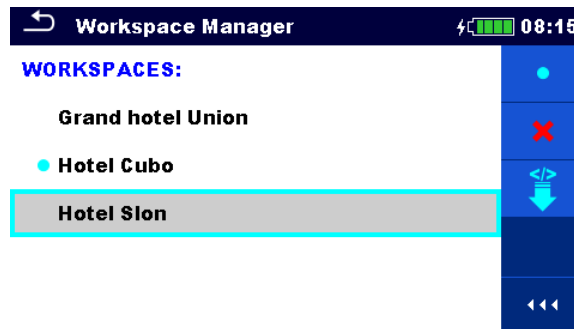 Workspace Manager 08:15
WORKSPACES:
Grand hotel Union
Hotel Cubo
</>
Hotel Slon